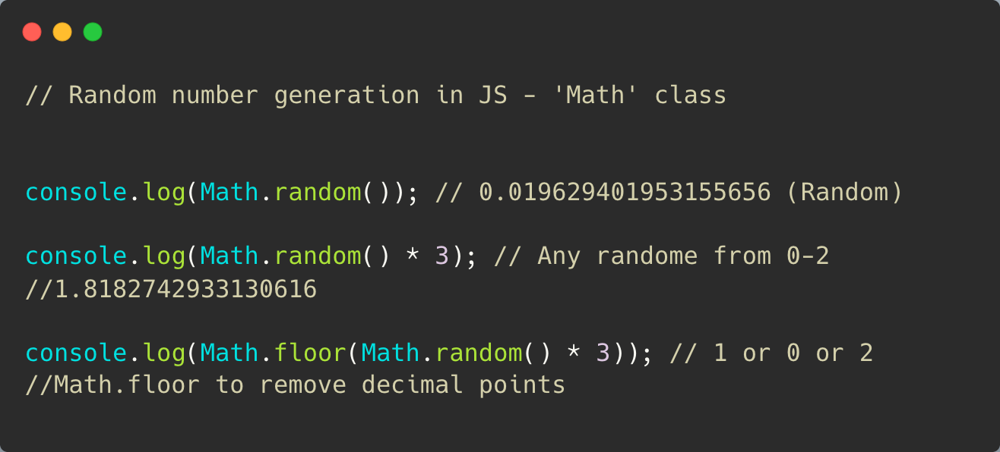 // Random number generation in JS - 'Math' class
console.log(Math.random()); // 0.019629401953155656 (Random)
console.log(Math.random() * 3); // Any randome from 0-2
//1.8182742933130616
console.log(Math.floor(Math.random() * 3)); // 1 or 0 or 2
//Math.floor to remove decimal points